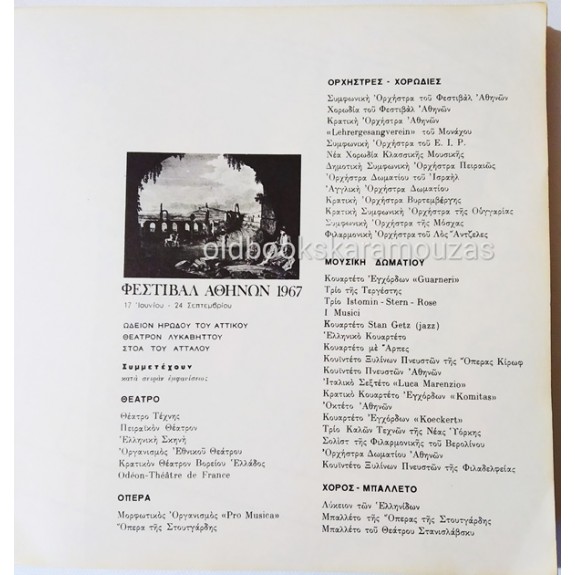 ΦΕΣΤΙΒΑΛ ΑΘΗΝΩΝ 1967
17 Ἰουνίου - 24 Σεπτεμβρίου
ΩΔΕΙΟΝ ΗΡΩΔΟΥ ΤΟΥ ΑΤΤΙΚΟΥ
ΘΕΑΤΡΟΝ ΛΥΚΑΒΗΤΤΟΥ
ΣΤΟΑ ΤΟΥ ΑΤΤΑΛΟΥ
Συμμετέχουν
κατὰ σειρὰν ἐμφανίσεως
ΘΕΑΤΡΟ
Θέατρο Τέχνης
Πειραϊκὸν Θέατρον
Ἑλληνικὴ Σκηνὴ
Ὀργανισμὸς Ἐθνικοῦ Θεάτρου
Κρατικὸν Θέατρον Βορείου Ἑλλάδος
Odéon-Théâtre de France
ΟΠΕΡΑ
Μορφωτικὸς Ὀργανισμὸς «Pro Musica»
Ὄπερα τῆς Στουτγάρδης
ΟΡΧΗΣΤΡΕΣ - ΧΟΡΩΔΙΕΣ
Συμφωνικὴ Ὀρχήστρα τοῦ Φεστιβὰλ Ἀθηνῶν
Χορωδία τοῦ Φεστιβὰλ Ἀθηνῶν
Κρατικὴ Ὀρχήστρα Ἀθηνῶν
«Lehrergesangverein» τοῦ Μονάχου
Συμφωνικὴ Ὀρχήστρα τοῦ Ε. Ι. Ρ.
Νέα Χορωδία Κλασσικῆς Μουσικῆς
Δημοτικὴ Συμφωνικὴ Ὀρχήστρα Πειραιῶς
Ὀρχήστρα Δωματίου τοῦ Ἰσραὴλ
Ἀγγλικὴ Ὀρχήστρα Δωματίου
Κρατικὴ Ὀρχήστρα Βυρτεμβέργης
Κρατικὴ Συμφωνικὴ Ὀρχήστρα τῆς Οὑγγαρίας
Συμφωνικὴ Ὀρχήστρα τῆς Μόσχας
Φιλαρμονικὴ Ὀρχήστρα τοῦ Λὸς Ἄντζελες
ΜΟΥΣΙΚΗ ΔΩΜΑΤΙΟΥ
Κουαρτέτο Ἐγχόρδων «Guarneri»
Τρίο τῆς Τεργέστης
Τρίο Istomin - Stern - Rose
I Musici
Κουαρτέτο Stan Getz (jazz)
Ἑλληνικὸ Κουαρτέτο
Κουαρτέτο μὲ Ἅρπες
Κουϊντέτο Ξυλίνων Πνευστῶν τῆς Ὄπερας Κίρωφ
Κουϊντέτο Πνευστῶν Ἀθηνῶν
Ἰταλικὸ Σεξτέτο «Luca Marenzio»
Κρατικὸ Κουαρτέτο Ἐγχόρδων «Komitas»
Ὀκτέτο Ἀθηνῶν
Κουαρτέτο Ἐγχόρδων «Koeckert»
Τρίο Καλῶν Τεχνῶν τῆς Νέας Ὑόρκης
Σολὶστ τῆς Φιλαρμονικῆς τοῦ Βερολίνου
Ὀρχήστρα Δωματίου Ἀθηνῶν
Κουϊντέτο Ξυλίνων Πνευστῶν τῆς Φιλαδελφείας
ΧΟΡΟΣ - ΜΠΑΛΛΕΤΟ
Λύκειον τῶν Ἑλληνίδων
Μπαλλέτο τῆς Ὄπερας τῆς Στουτγάρδης
Μπαλλέτο τοῦ Θεάτρου Στανισλάβσκυ
oldbookskaramouzas